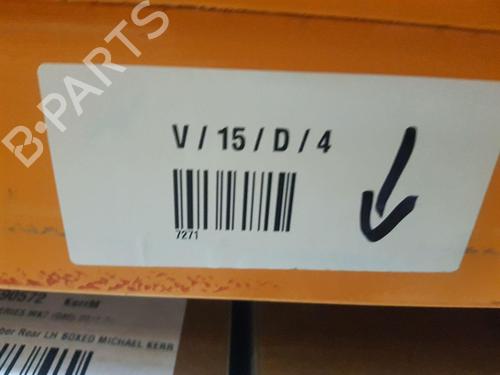 B-PARTS
V / 15 / D / 4
7271
90572 KerrM
Rear LH BOXED MICHAEL KERR